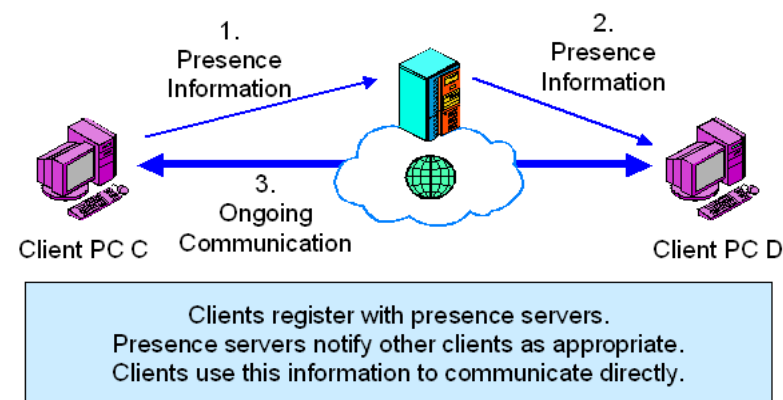 1.
Presence
Information
2.
Presence
Information
3.
Ongoing
Communication
Client PC C
Client PC D
Clients register with presence servers.
Presence servers notify other clients as appropriate.
Clients use this information to communicate directly.